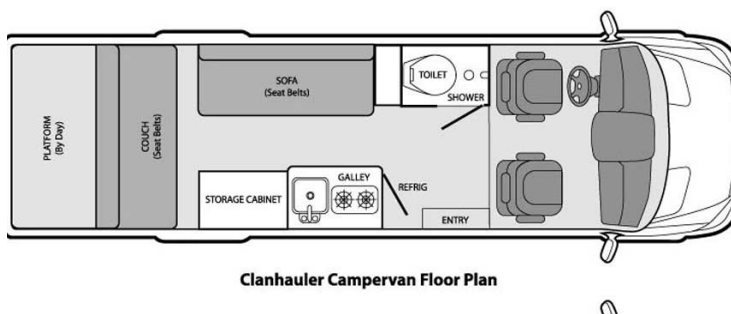 PLATFORM
(By Day)
COUCH
(Seat Belts)
SOFA
(Seat Belts)
TOILET
SHOWER
STORAGE CABINET
GALLEY
REFRIG
ENTRY
Clanhauler Campervan Floor Plan